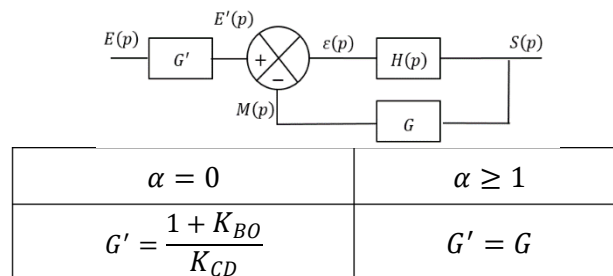 E'(p)
E(p) ε(p) S(p)
G' + H(p)
−
M(p) G
α = 0 α ≥ 1
G' = (1 + K_BO)/K_CD G' = G